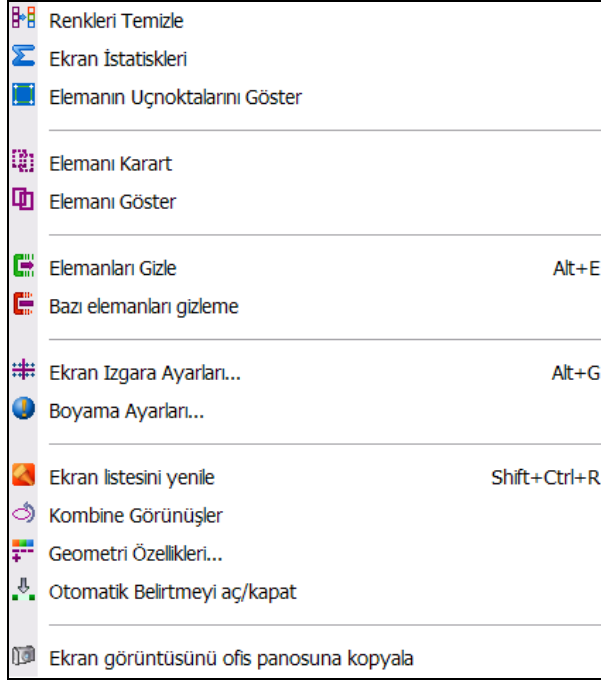 Renkleri Temizle
Ekran İstatiskleri
Elemanın Uçnoktalarını Göster
Elemanı Karart
Elemanı Göster
Elemanları Gizle Alt+E
Bazı elemanları gizleme
Ekran Izgara Ayarları... Alt+G
Boyama Ayarları...
Ekran listesini yenile Shift+Ctrl+R
Kombine Görünüşler
Geometri Özellikleri...
Otomatik Belirtmeyi aç/kapat
Ekran görüntüsünü ofis panosuna kopyala